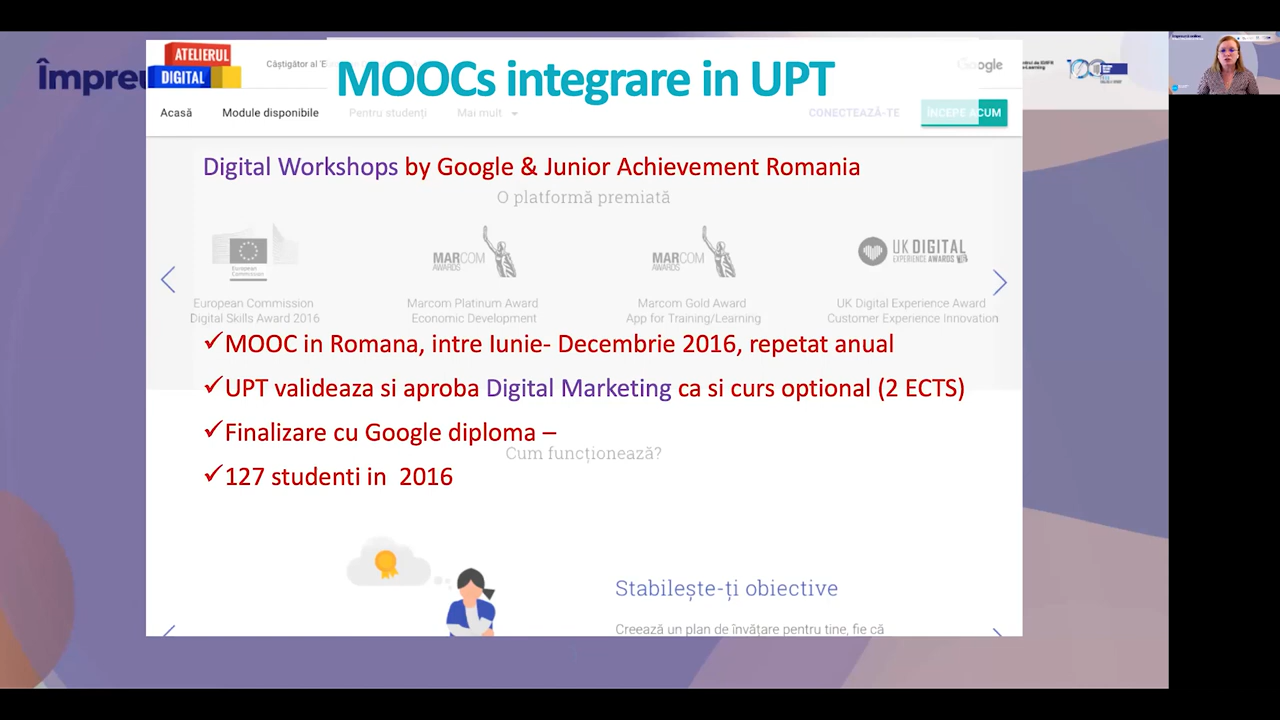 Împreu
ATELIERUL
DIGITAL
Câștigător al 'E
MOOCs integrare in UPT
Google
100
Acasă
Module disponibile
Pentru studenți
Mai mult
CONECTEAZĂ-TE
ÎNCEPE ACUM
Digital Workshops by Google & Junior Achievement Romania
O platformă premiată
European
Commission
MARCOM
AWARDS
MARCOM
AWARDS
UK DIGITAL
EXPERIENCE AWARDS
European Commission
Digital Skills Award 2016
Marcom Platinum Award
Economic Development
Marcom Gold Award
App for Training/Learning
UK Digital Experience Award
Customer Experience Innovation
✓MOOC in Romana, intre Iunie- Decembrie 2016, repetat anual
✓UPT valideaza si aproba Digital Marketing ca si curs optional (2 ECTS)
✓Finalizare cu Google diploma –
Cum funcționează?
✓127 studenti in 2016
Stabilește-ți obiective
Creează un plan de învățare pentru tine, fie că